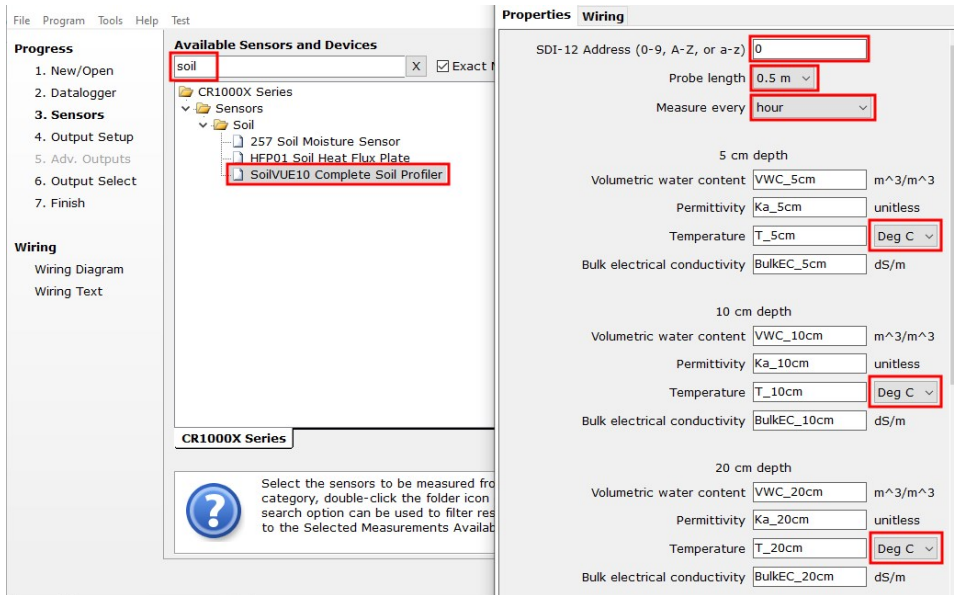 File Program Tools Help Test
Progress
1. New/Open
2. Datalogger
3. Sensors
4. Output Setup
5. Adv. Outputs
6. Output Select
7. Finish
Wiring
Wiring Diagram
Wiring Text
Available Sensors and Devices
soil X Exact
CR1000X Series
Sensors
Soil
257 Soil Moisture Sensor
HFP01 Soil Heat Flux Plate
SoilVUE10 Complete Soil Profiler
CR1000X Series
Select the sensors to be measured
category, double-click the folder icon
search option can be used to filter
to the Selected Measurements
Properties Wiring
SDI-12 Address (0-9, A-Z, or a-z) 0
Probe length 0.5 m
Measure every hour
5 cm depth
Volumetric water content VWC_5cm m^3/m^3
Permittivity Ka_5cm unitless
Temperature T_5cm Deg C
Bulk electrical conductivity BulkEC_5cm dS/m
10 cm depth
Volumetric water content VWC_10cm m^3/m^3
Permittivity Ka_10cm unitless
Temperature T_10cm Deg C
Bulk electrical conductivity BulkEC_10cm dS/m
20 cm depth
Volumetric water content VWC_20cm m^3/m^3
Permittivity Ka_20cm unitless
Temperature T_20cm Deg C
Bulk electrical conductivity BulkEC_20cm dS/m